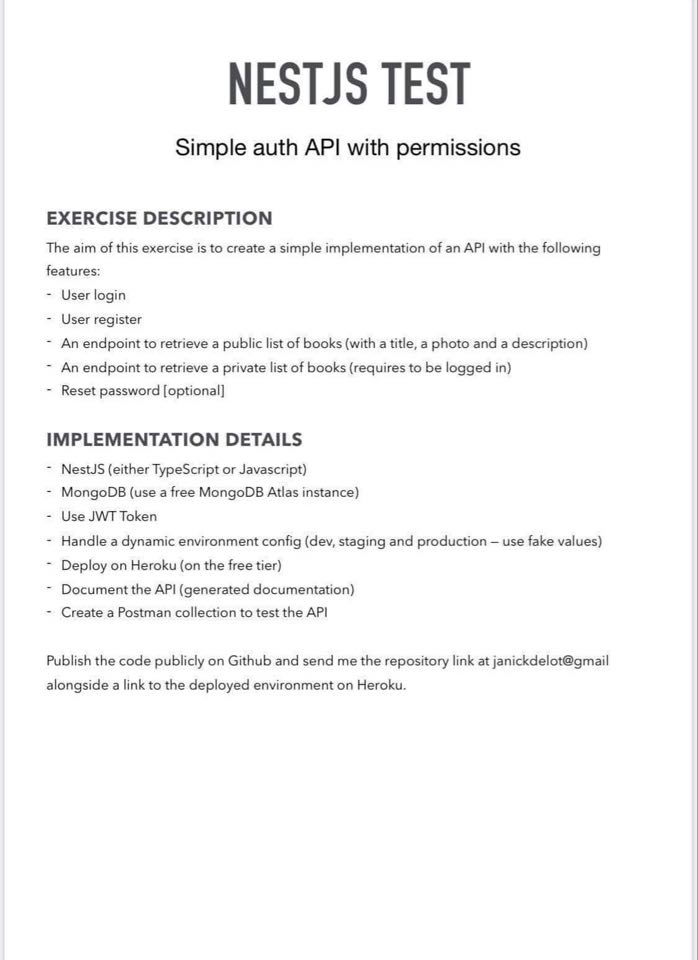 NESTJS TEST
Simple auth API with permissions
EXERCISE DESCRIPTION
The aim of this exercise is to create a simple implementation of an API with the following
features:
- User login
- User register
- An endpoint to retrieve a public list of books (with a title, a photo and a description)
- An endpoint to retrieve a private list of books (requires to be logged in)
- Reset password [optional]
IMPLEMENTATION DETAILS
- NestJS (either TypeScript or Javascript)
- MongoDB (use a free MongoDB Atlas instance)
- Use JWT Token
- Handle a dynamic environment config (dev, staging and production – use fake values)
- Deploy on Heroku (on the free tier)
- Document the API (generated documentation)
- Create a Postman collection to test the API
Publish the code publicly on Github and send me the repository link at janickdelot@gmail
alongside a link to the deployed environment on Heroku.